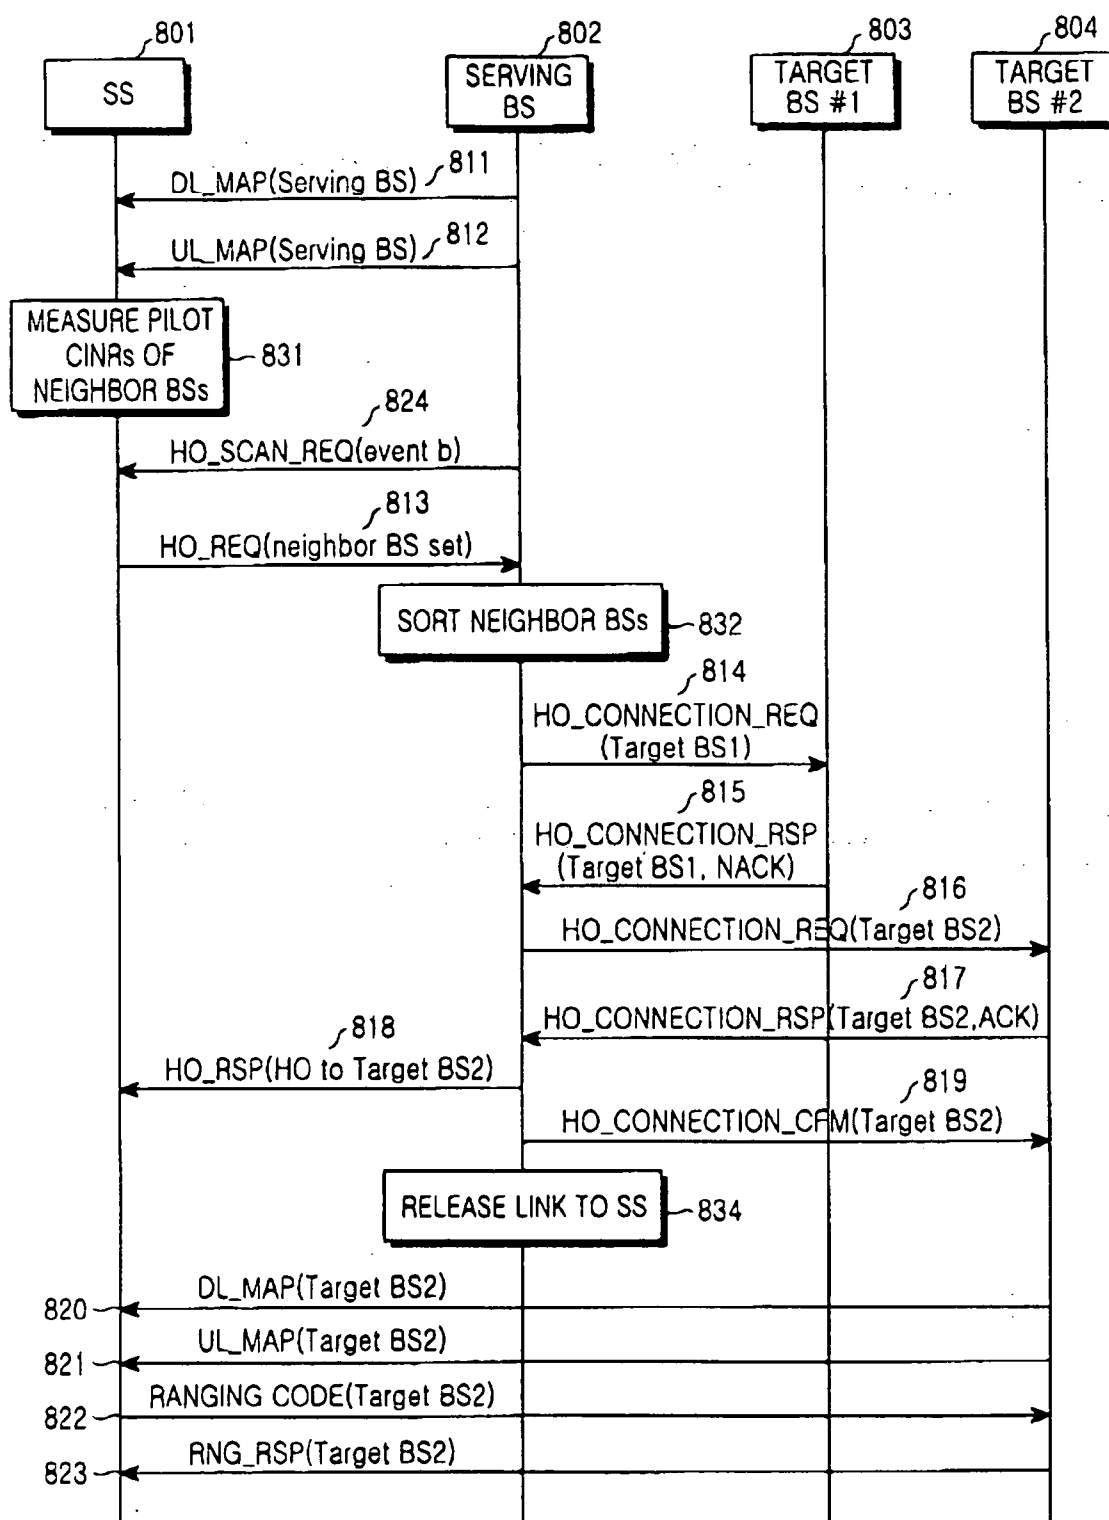 801
802
803
804
SS
SERVING
BS
TARGET
BS #1
TARGET
BS #2
811
DL_MAP(Serving BS)
812
UL_MAP(Serving BS)
MEASURE PILOT
CINRs OF
NEIGHBOR BSs
831
824
HO_SCAN_REQ(event b)
813
HO_REQ(neighbor BS set)
SORT NEIGHBOR BSs
832
814
HO_CONNECTION_REQ
(Target BS1)
815
HO_CONNECTION_RSP
(Target BS1, NACK)
816
HO_CONNECTION_REQ(Target BS2)
817
HO_CONNECTION_RSP(Target BS2,ACK)
818
HO_RSP(HO to Target BS2)
819
HO_CONNECTION_CFM(Target BS2)
RELEASE LINK TO SS
834
DL_MAP(Target BS2)
820
UL_MAP(Target BS2)
821
RANGING CODE(Target BS2)
822
RNG_RSP(Target BS2)
823